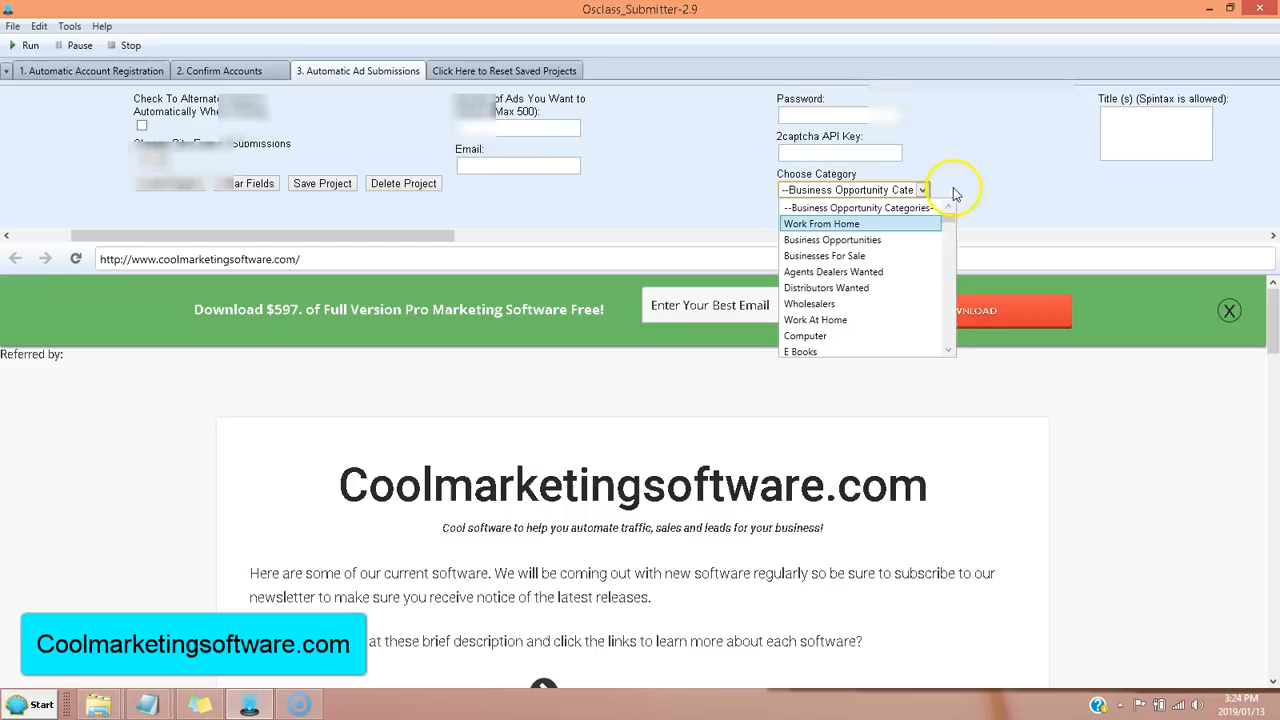 Osclass_Submitter-2.9
File Edit Tools Help
Run Pause Stop
1. Automatic Account Registration 2. Confirm Accounts 3. Automatic Ad Submissions Click Here to Reset Saved Projects
Check To Alternate
Automatically
of Ads You Want to
Max 500):
Password:
Title (s) (Spintax is allowed):
2captcha API Key:
Submissions
Email:
Choose Category
Fields Save Project Delete Project
--Business Opportunity Cate
--Business Opportunity Categories-
Work From Home
Business Opportunities
Businesses For Sale
Agents Dealers Wanted
Distributors Wanted
Wholesalers
Work At Home
Computer
E Books
http://www.coolmarketingsoftware.com/
Download $597. of Full Version Pro Marketing Software Free! Enter Your Best Email X
Referred by:
Coolmarketingsoftware.com
Cool software to help you automate traffic, sales and leads for your business!
Here are some of our current software. We will be coming out with new software regularly so be sure to subscribe to our
newsletter to make sure you receive notice of the latest releases.
at these brief description and click the links to learn more about each software?
Coolmarketingsoftware.com
Start
3:24 PM
2019/01/13